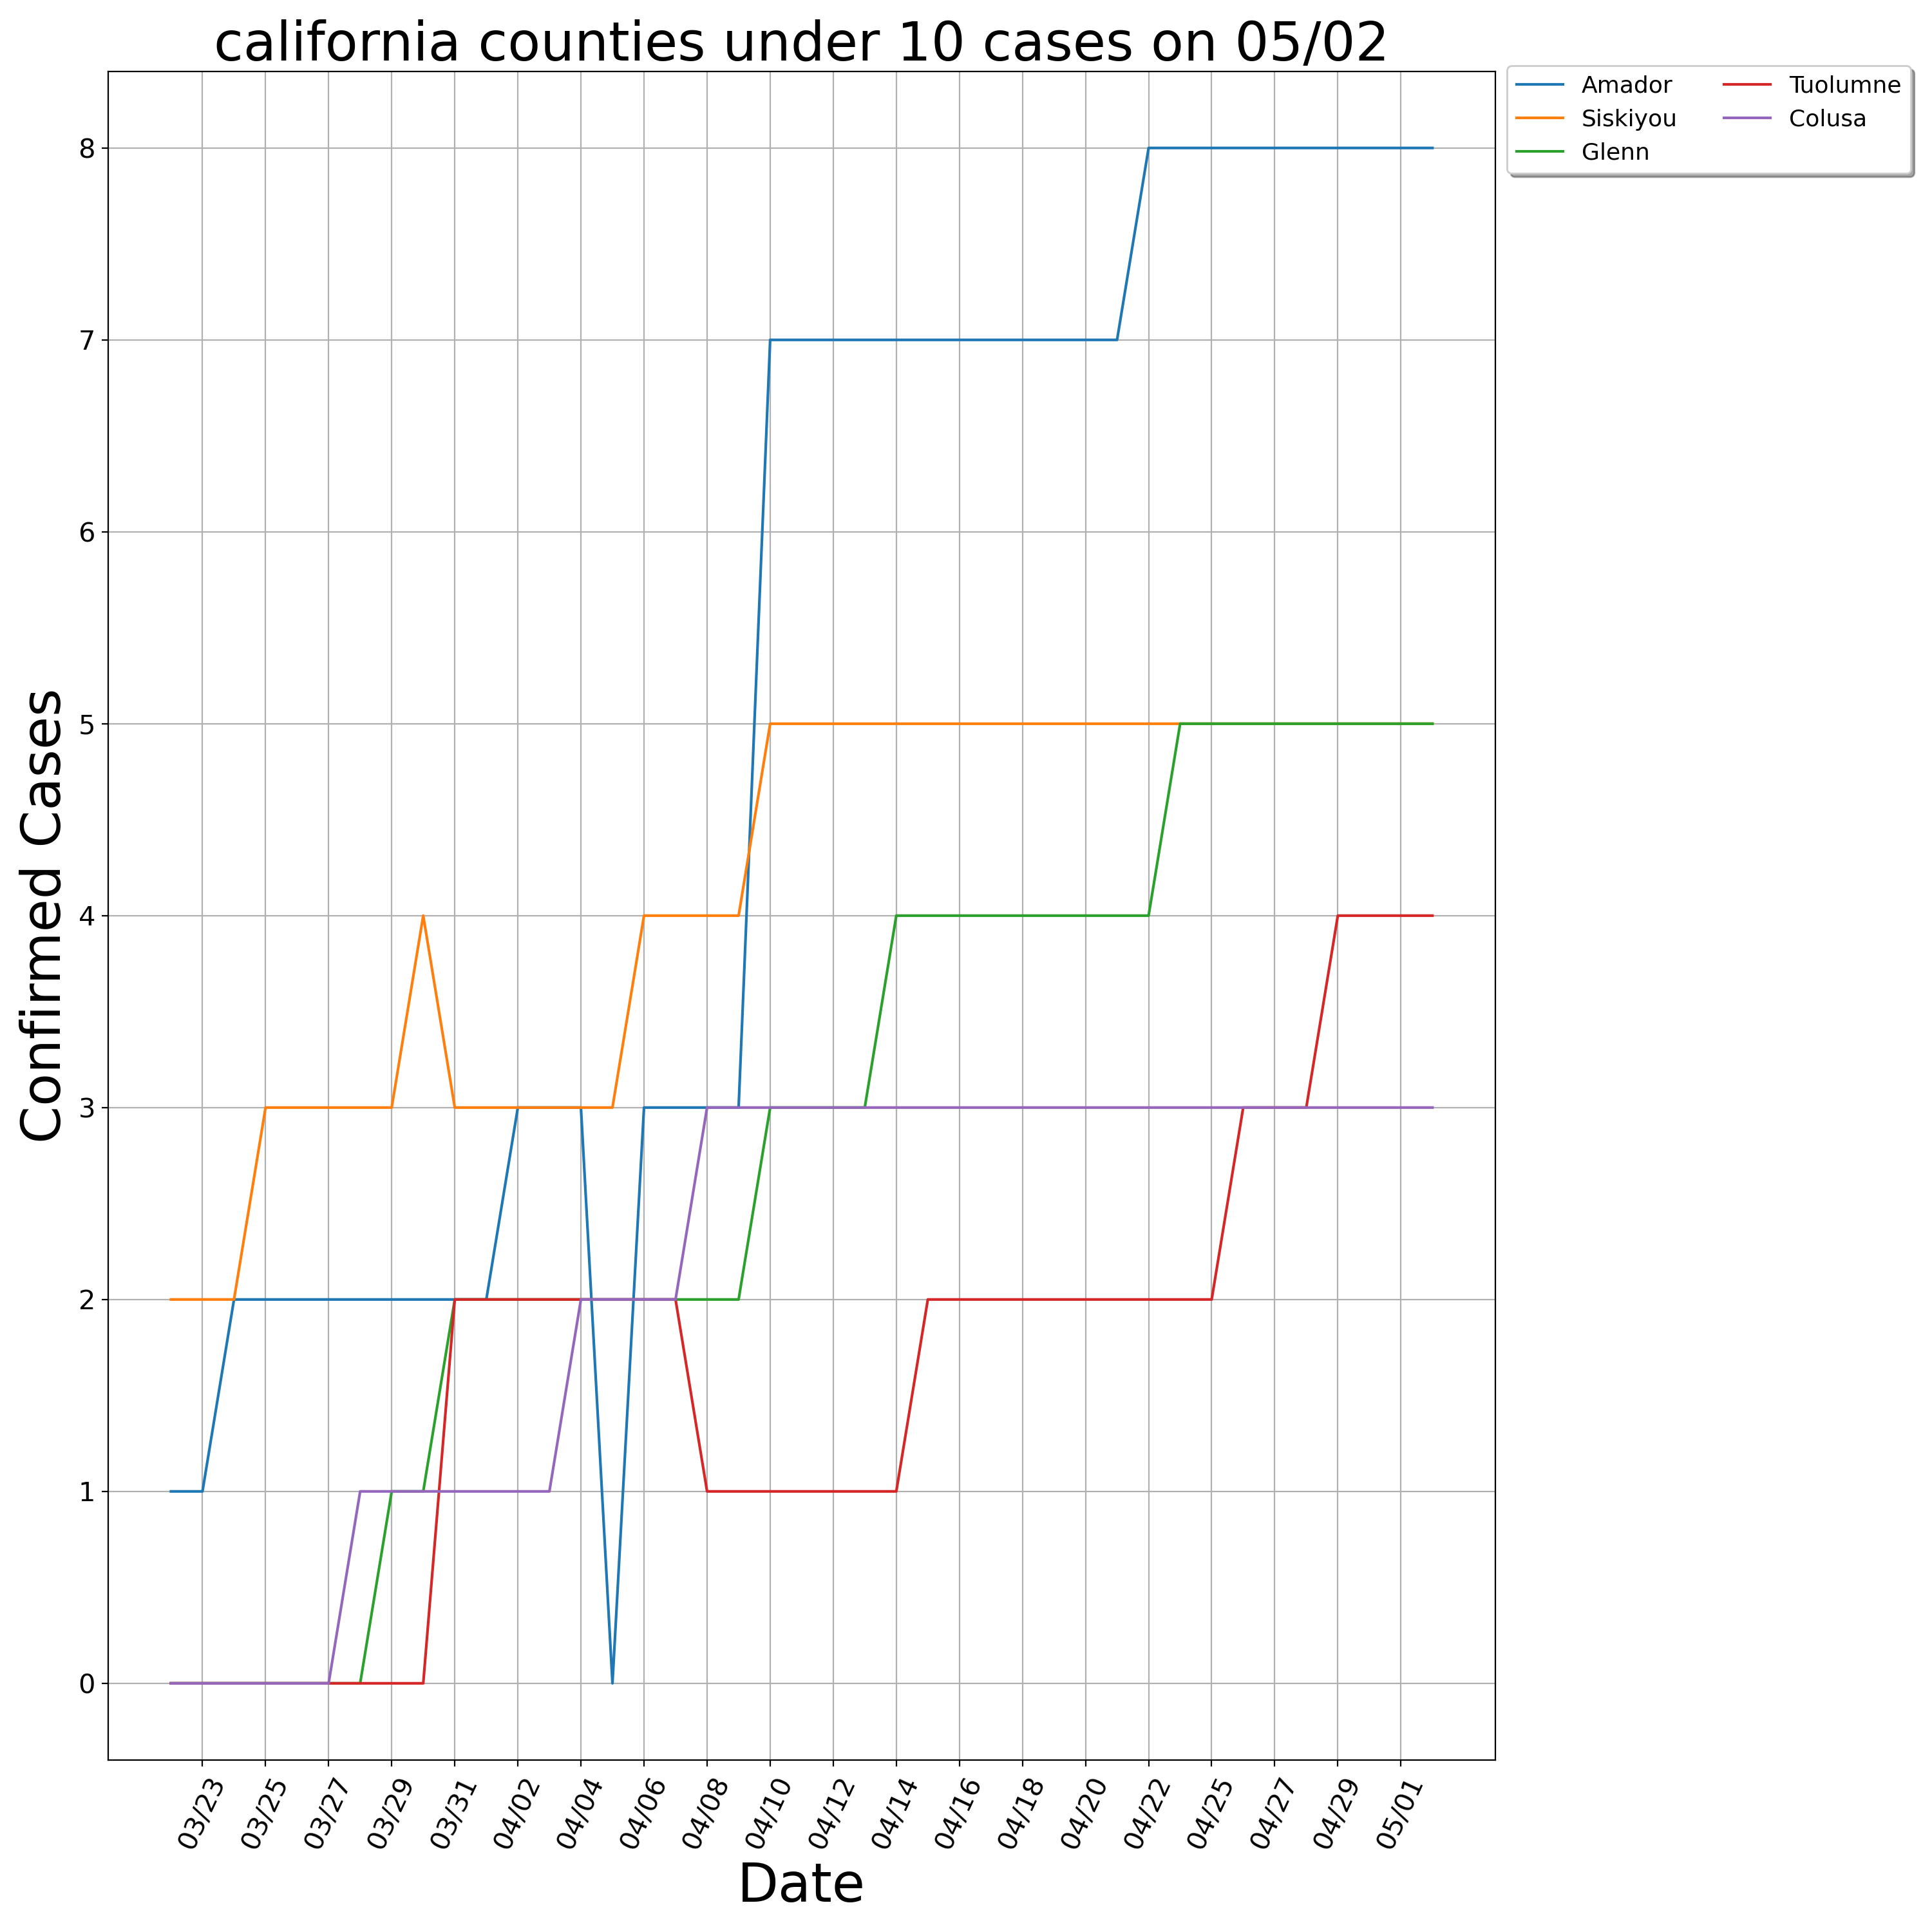 california counties under 10 cases on 05/02
Amador
Siskiyou
Glenn
Tuolumne
Colusa
Confirmed Cases
8
7
6
5
4
3
2
1
0
03/23 03/25 03/27 03/29 03/31 04/02 04/04 04/06 04/08 04/10 04/12 04/14 04/16 04/18 04/20 04/22 04/25 04/27 04/29 05/01
Date